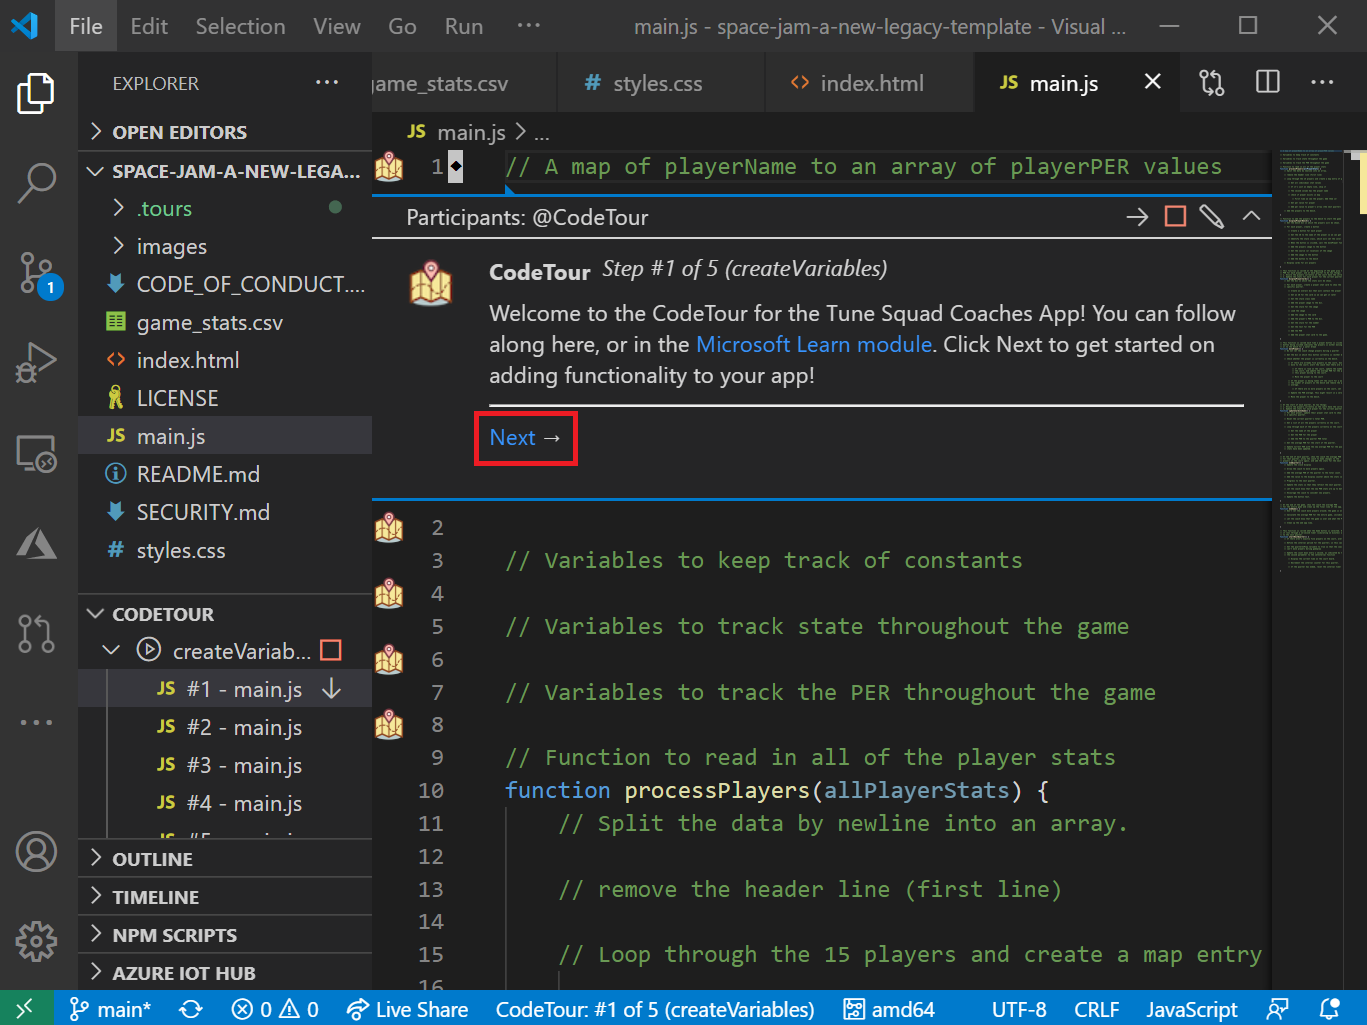 File Edit Selection View Go Run ··· main.js - space-jam-a-new-legacy-template - Visual ...
EXPLORER ···
game_stats.csv # styles.css <> index.html JS main.js ···
OPEN EDITORS
JS main.js > ...
SPACE-JAM-A-NEW-LEGA...
.tours
images
CODE_OF_CONDUCT....
game_stats.csv
index.html
LICENSE
JS main.js
README.md
SECURITY.md
# styles.css
CODETOUR
createVariab...
JS #1 - main.js
JS #2 - main.js
JS #3 - main.js
JS #4 - main.js
OUTLINE
TIMELINE
NPM SCRIPTS
AZURE IOT HUB
1
1 // A map of playerName to an array of playerPER values
Participants: @CodeTour
CodeTour Step #1 of 5 (createVariables)
Welcome to the CodeTour for the Tune Squad Coaches App! You can follow
along here, or in the Microsoft Learn module. Click Next to get started on
adding functionality to your app!
Next →
2
3 // Variables to keep track of constants
4
5 // Variables to track state throughout the game
6
7 // Variables to track the PER throughout the game
8
9 // Function to read in all of the player stats
10 function processPlayers(allPlayerStats) {
11 // Split the data by newline into an array.
12
13 // remove the header line (first line)
14
15 // Loop through the 15 players and create a map entry
16
main* 0 0 Live Share CodeTour: #1 of 5 (createVariables) amd64 UTF-8 CRLF JavaScript